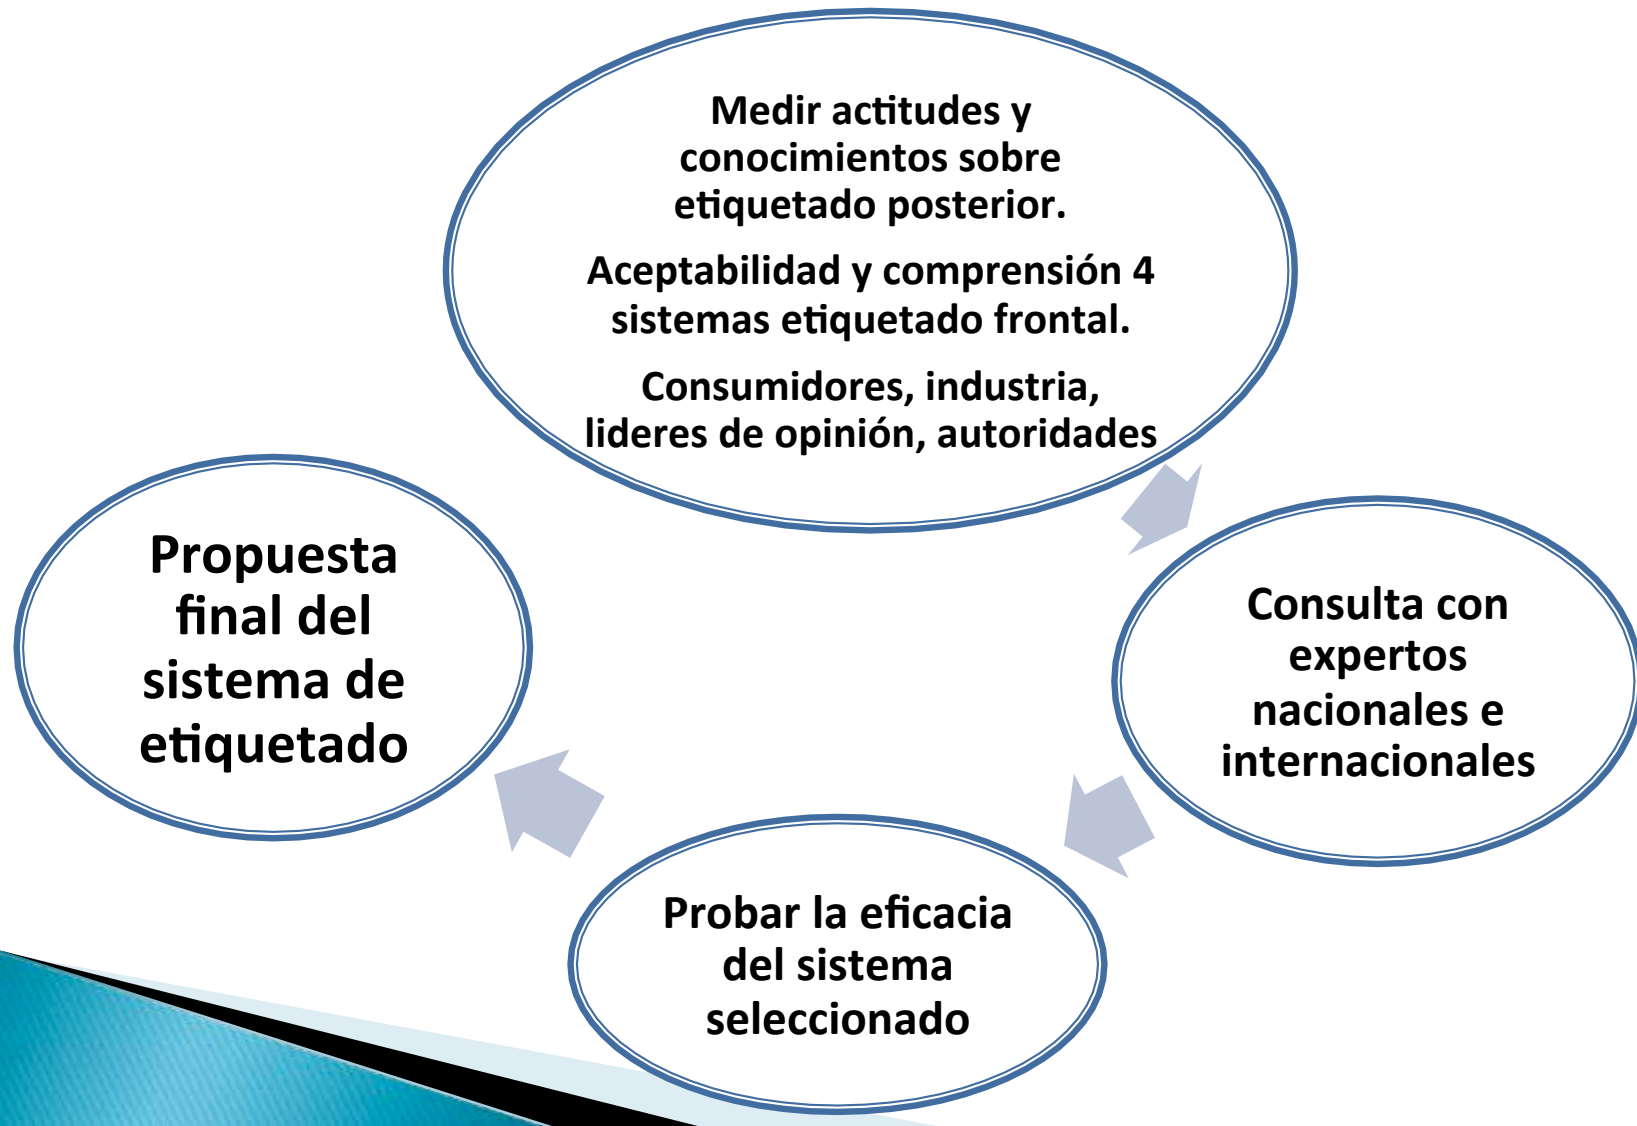 Medir actitudes y
conocimientos sobre
etiquetado posterior.
Aceptabilidad y comprensión 4
sistemas etiquetado frontal.
Consumidores, industria,
lideres de opinión, autoridades
Consulta con
expertos
nacionales e
internacionales
Probar la eficacia
del sistema
seleccionado
Propuesta
final del
sistema de
etiquetado